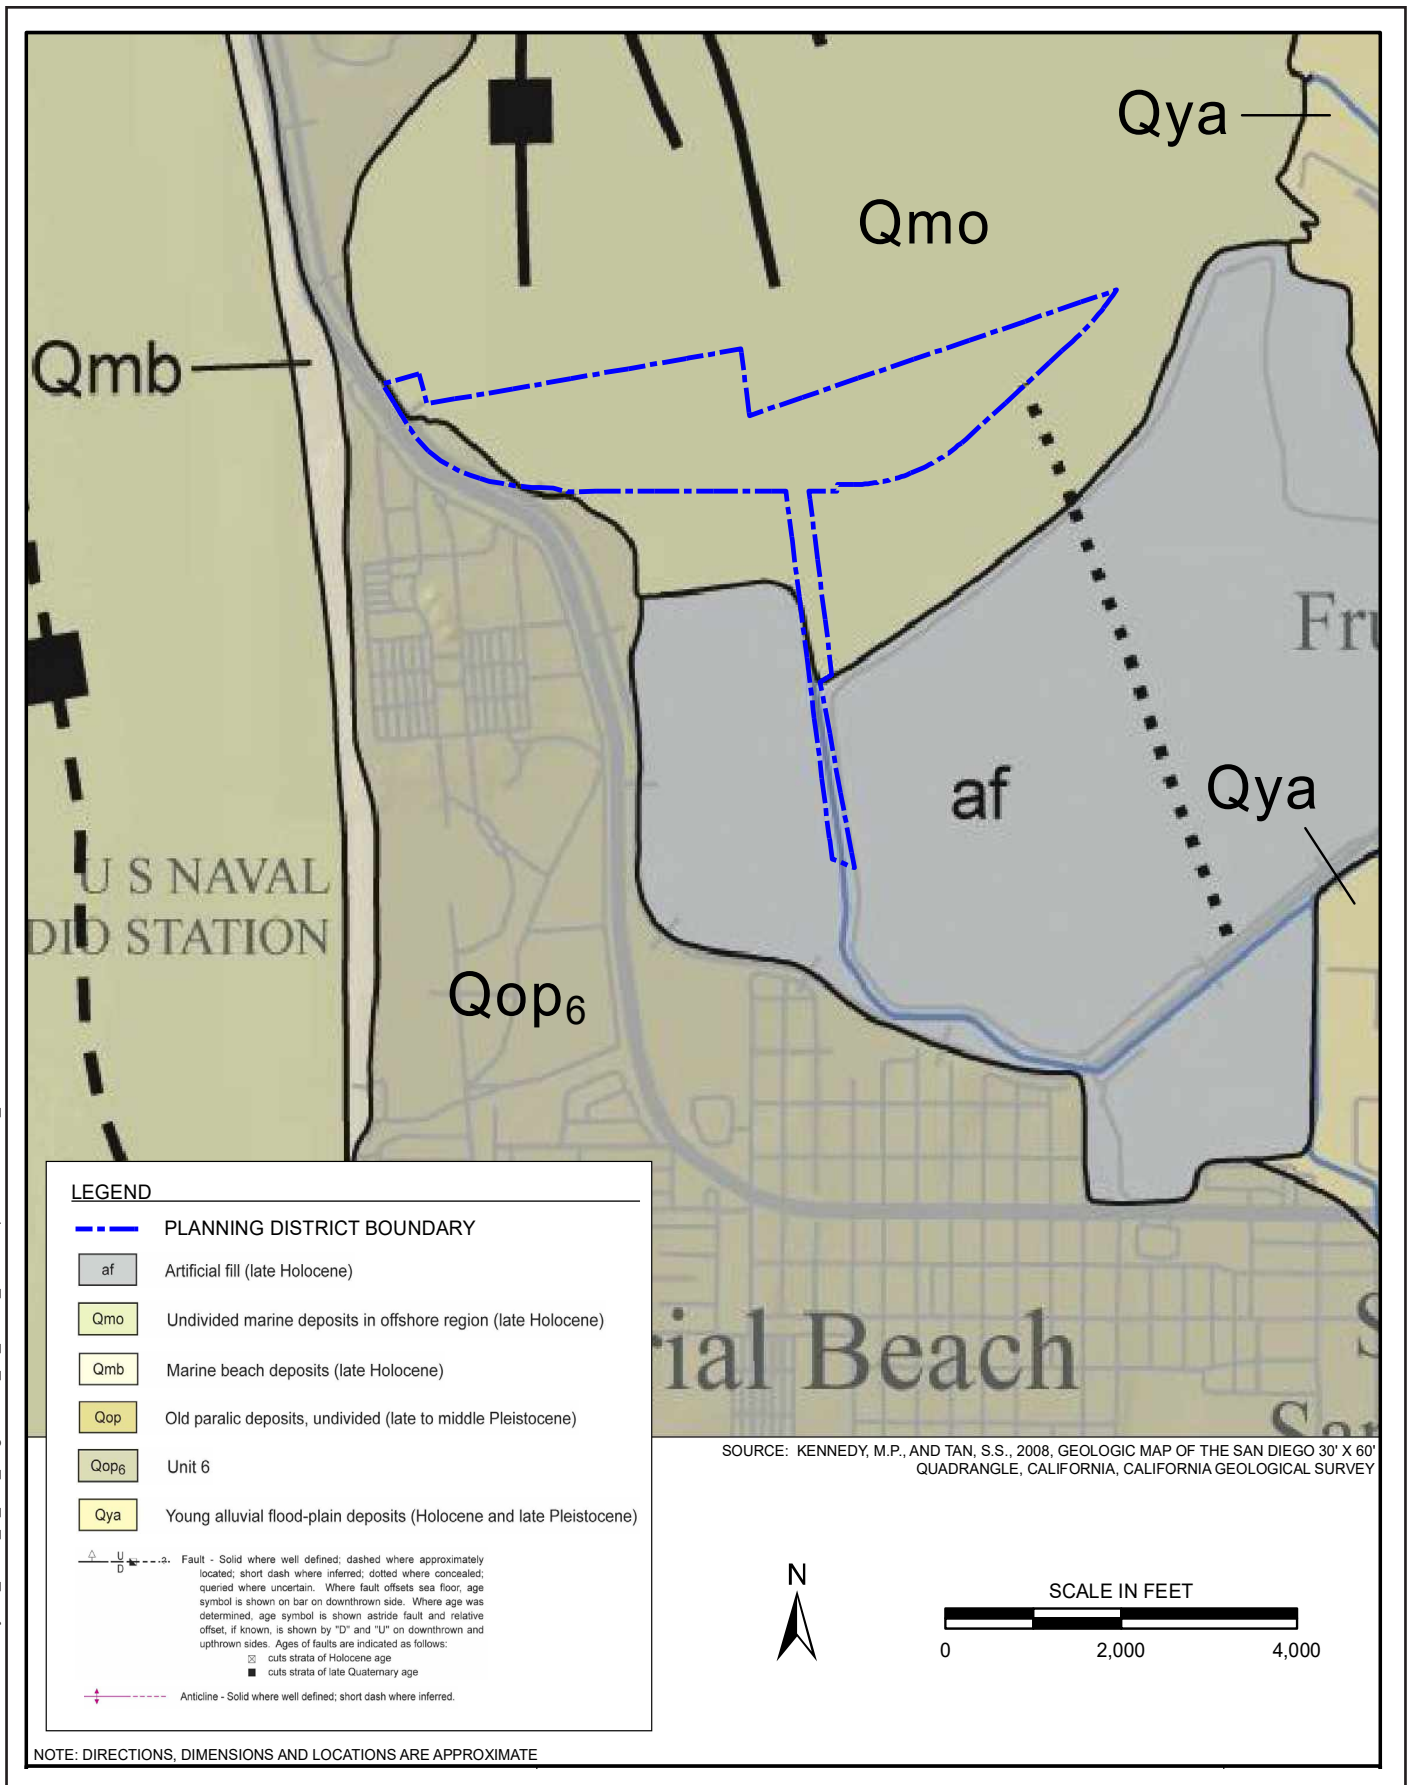 Qya
Qmo
Qmb
Fru
af
Qya
U S NAVAL
DIO STATION
Qop6
rial Beach
S
Sar
LEGEND
PLANNING DISTRICT BOUNDARY
af Artificial fill (late Holocene)
Qmo Undivided marine deposits in offshore region (late Holocene)
Qmb Marine beach deposits (late Holocene)
Qop Old paralic deposits, undivided (late to middle Pleistocene)
Qop6 Unit 6
Qya Young alluvial flood-plain deposits (Holocene and late Pleistocene)
U
D
?
Fault - Solid where well defined; dashed where approximately
located; short dash where inferred; dotted where concealed;
queried where uncertain. Where fault offsets sea floor, age
symbol is shown on bar on downthrown side. Where age was
determined, age symbol is shown astride fault and relative
offset, if known, is shown by "D" and "U" on downthrown and
upthrown sides. Ages of faults are indicated as follows:
cuts strata of Holocene age
cuts strata of late Quaternary age
Anticline - Solid where well defined; short dash where inferred.
SOURCE: KENNEDY, M.P., AND TAN, S.S., 2008, GEOLOGIC MAP OF THE SAN DIEGO 30' X 60'
QUADRANGLE, CALIFORNIA, CALIFORNIA GEOLOGICAL SURVEY
N
SCALE IN FEET
0 2,000 4,000
NOTE: DIRECTIONS, DIMENSIONS AND LOCATIONS ARE APPROXIMATE